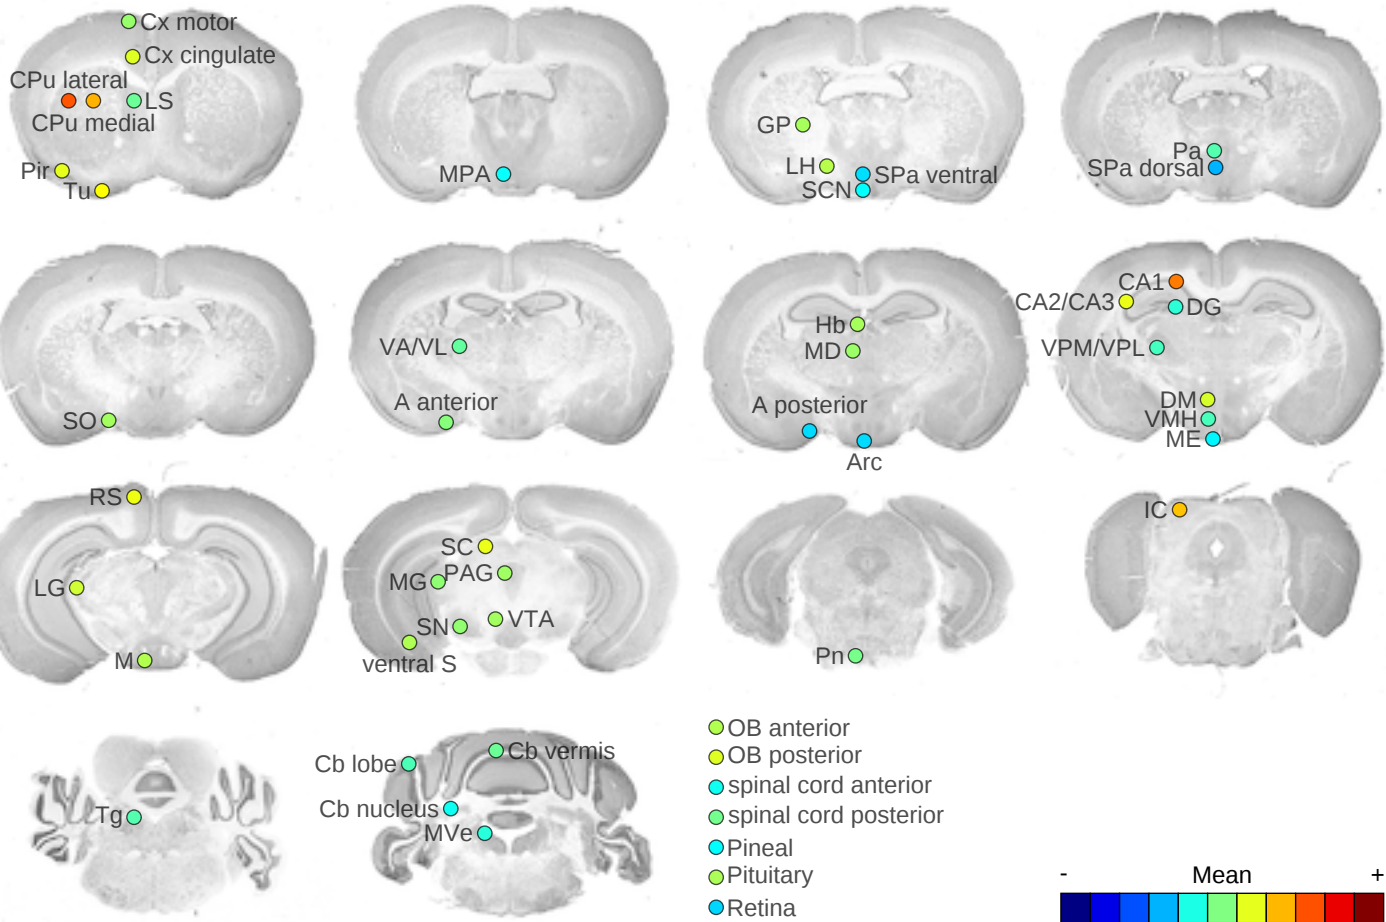 Cx motor
Cx cingulate
CPu lateral
LS
CPu medial
Pir
Tu
MPA
GP
LH
SPa ventral
SCN
Pa
SPa dorsal
SO
VA/VL
A anterior
Hb
MD
A posterior
Arc
CA1
CA2/CA3
DG
VPM/VPL
DM
VMH
ME
RS
LG
M
SC
MG
PAG
SN
VTA
ventral S
Pn
IC
Tg
Cb lobe
Cb vermis
Cb nucleus
MVe
OB anterior
OB posterior
spinal cord anterior
spinal cord posterior
Pineal
Pituitary
Retina
- Mean +